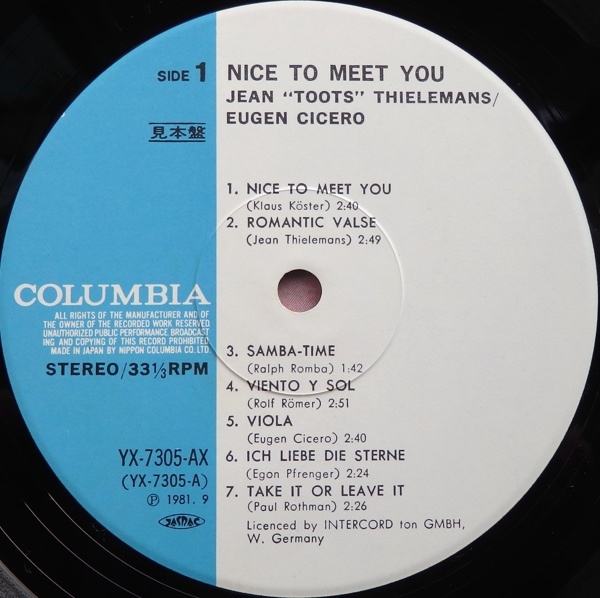 SIDE 1
NICE TO MEET YOU
JEAN "TOOTS" THIELEMANS/
EUGEN CICERO
見本盤
1. NICE TO MEET YOU
(Klaus Köster) 2:40
2. ROMANTIC VALSE
(Jean Thielemans) 2:49
COLUMBIA
ALL RIGHTS OF THE MANUFACTURER AND OF
THE OWNER OF THE RECORDED WORK RESERVED
UNAUTHORIZED PUBLIC PERFORMANCE BROADCAST
ING AND COPYING OF THIS RECORD PROHIBITED
MADE IN JAPAN BY NIPPON COLUMBIA CO. LTD
STEREO/33⅓RPM
3. SAMBA-TIME
(Ralph Romba) 1:42
4. VIENTO Y SOL
(Rolf Römer) 2:51
5. VIOLA
(Eugen Cicero) 2:40
6. ICH LIEBE DIE STERNE
(Egon Pfrenger) 2:24
7. TAKE IT OR LEAVE IT
(Paul Rothman) 2:26
Licenced by INTERCORD ton GMBH,
W. Germany
YX-7305-AX
(YX-7305-A)
Ⓟ 1981. 9
JASRAC